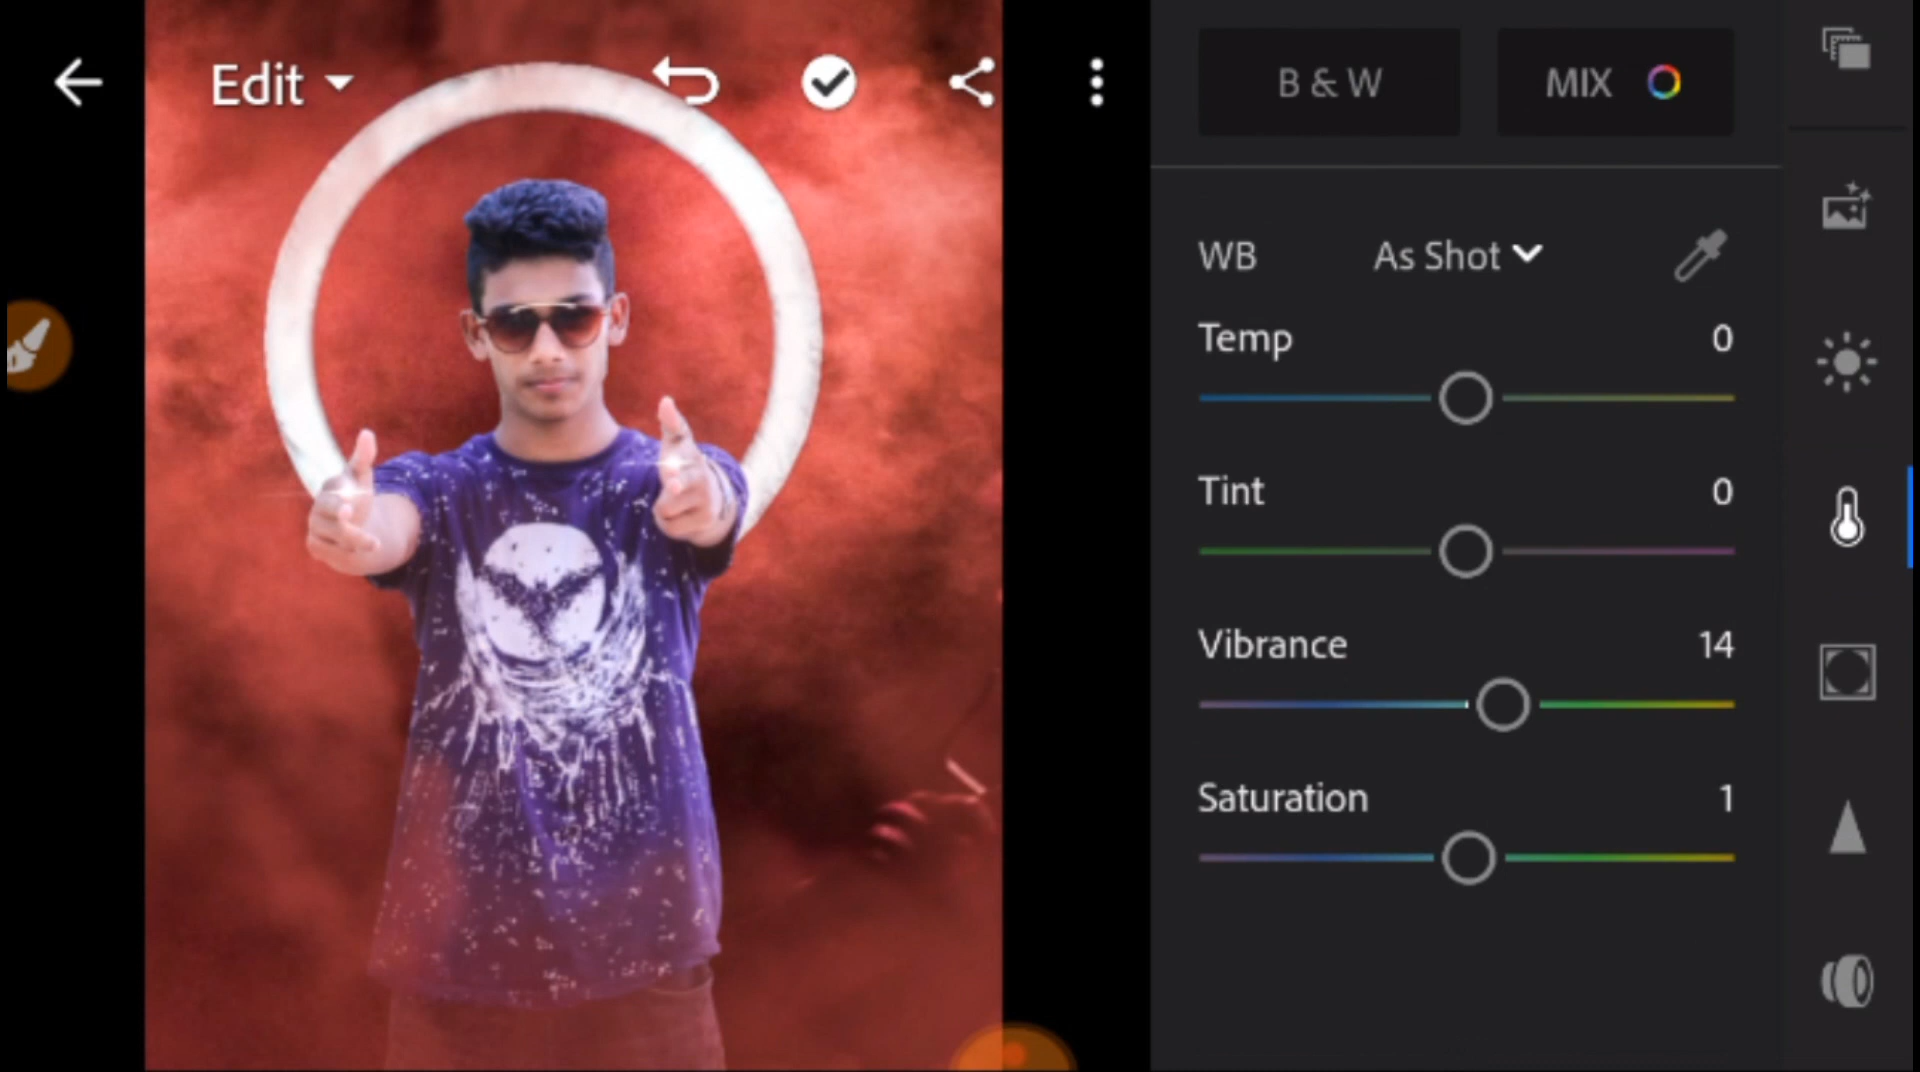 Edit
B & W
MIX
WB
As Shot
Temp 0
Tint 0
Vibrance 14
Saturation 1